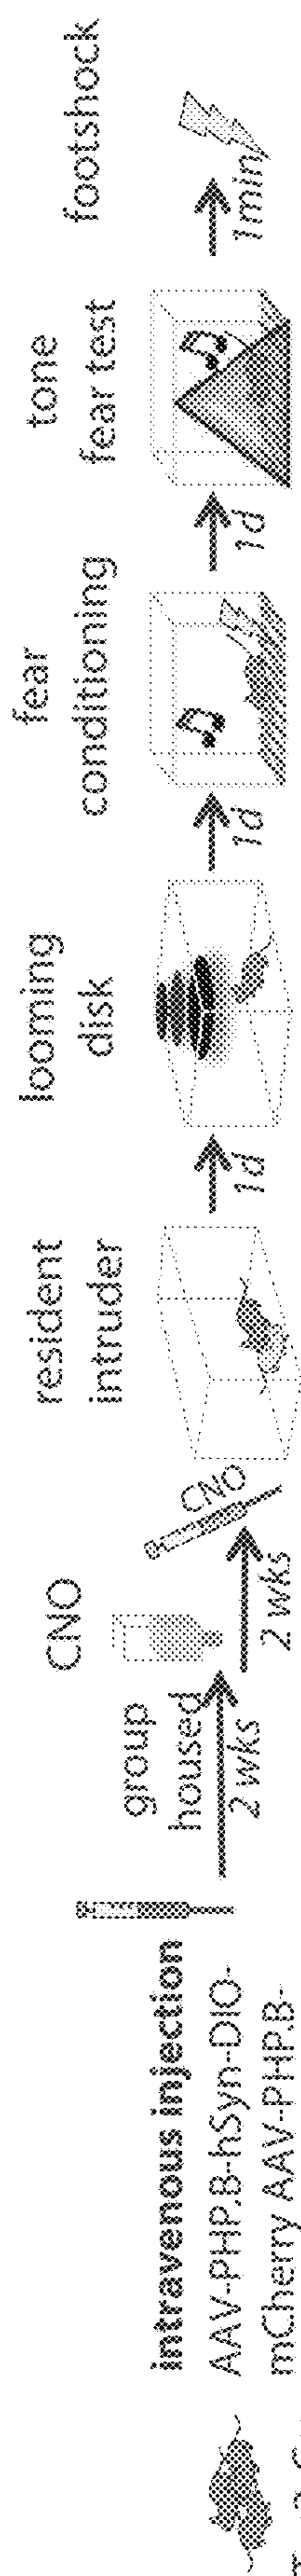 intravenous injection
AAV-PHP.B-hSyn-DIO-
mCherry AAV-PHP.B-
group
housed
2 wks
CNO
CNO
2 wks
resident
intruder
1d
looming
disk
1d
fear
conditioning
1d
tone
fear test
1min
footshock